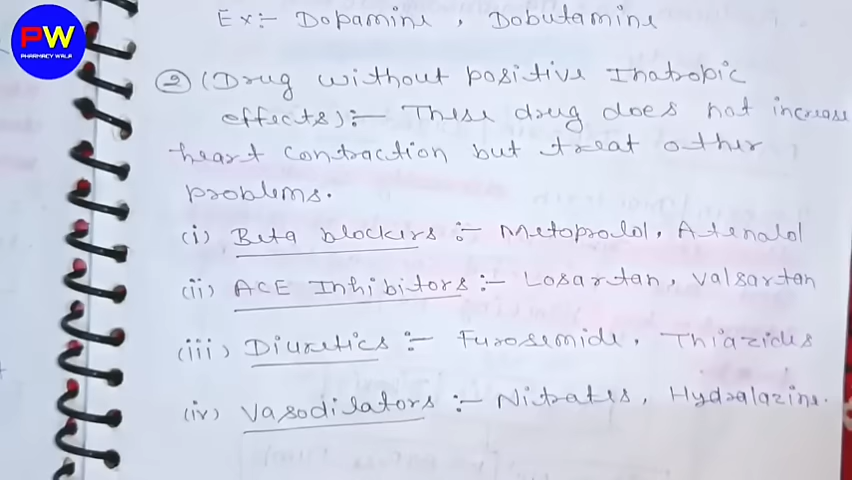 PW
PHARMACY WALA
Ex:- Dopamine, Dobutamine
② (Drug without positive Inotropic
effects):- These drug does not increase
heart contraction but treat other
problems.
(i) Beta blockers :- Metoprolol, Atenolol
(ii) ACE Inhibitors :- Losartan, Valsartan
(iii) Diuretics :- Furosemide, Thiazides
(iv) Vasodilators :- Nitrates, Hydralazine.